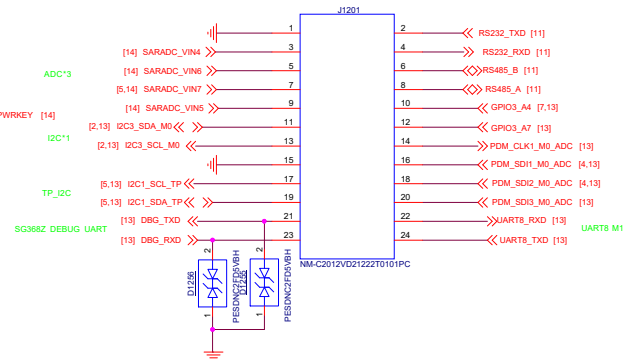 J1201
1 2 RS232_TXD [11]
[14] SARADC_VIN4 3 4 RS232_RXD [11]
[14] SARADC_VIN6 5 6 RS485_B [11]
ADC*3
[5,14] SARADC_VIN7 7 8 RS485_A [11]
[14] SARADC_VIN5 9 10 GPIO3_A4 [7,13]
PWRKEY [14]
[2,13] I2C3_SDA_M0 11 12 GPIO3_A7 [13]
I2C*1
[2,13] I2C3_SCL_M0 13 14 PDM_CLK1_M0_ADC [13]
15 16 PDM_SDI1_M0_ADC [4,13]
[5,13] I2C1_SCL_TP 17 18 PDM_SDI2_M0_ADC [4,13]
TP_I2C
[5,13] I2C1_SDA_TP 19 20 PDM_SDI3_M0_ADC [13]
[13] DBG_TXD 21 22 UART8_RXD [13]
SG388Z DEBUG UART
UART8 M1
[13] DBG_RXD 23 24 UART8_TXD [13]
NM-C2012VD21222T0101PC
2 2
D1256
PESDNC2FD5VBH
D1255
PESDNC2FD5VBH
1 1